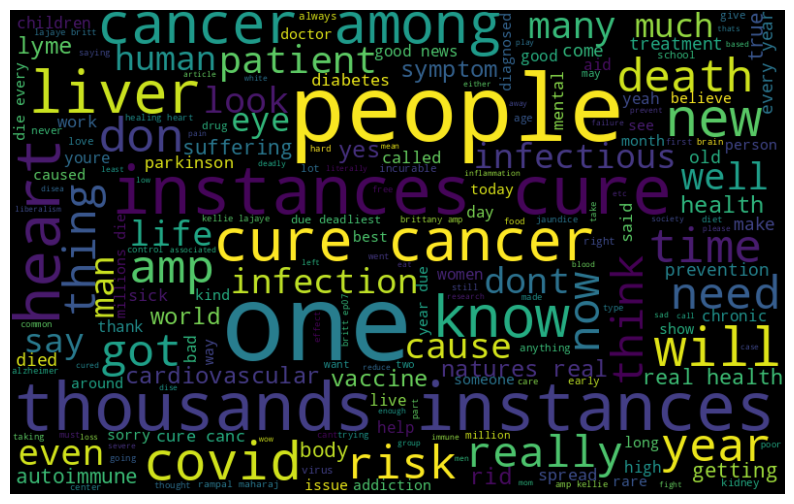 children
lajaye britt
always
doctor
cancer among
many much
diagnosed
play
give
thats
based
school
true
every year
lyme
human
patient
good news
come
treatment
saying
article
white
symptom
good
aid
die every
liver
look
diabetes
people
either
away
may
mental
death
never
healing heart
drug
eye
age
yeah
believe
work
pain
suffering
hard
mean
failure
prevent
new
love
deadly
yes
called
infectious
see
month
first
brain
person
youre
don
parkinson
lot
incurable
inflammation
today
old
caused
least
literally
free
etc
well
heart
disea
low
instances cure
health
thing
liberalism
kellie lajaye
due
deadliest
brittany amp
food
jaundice
take
society
diet
said
make
life
day
please
control
associated
best
cure cancer
right
time
millions die
man
amp
left
went
eat
women
blood
prevention
sick
kind
infection
still
dont
now
think
need
common
world
year due
britt ep07
research
made
type
sad
call
chronic
say
thank
bad
way
effect
one
know
anything
show
case
died
cured
got
want
reduce
two
cause
natures real
will
alzheimer
around
dise
cardiovascular
vaccine
someone
care
early
real health
thousands instances
live
enough
part
taking
must
loss
sorry
cure canc
wow
help
cant
trying
long
poor
even
severe
going
covid
body
group
immune
million
really
year
autoimmune
virus
men
risk
rid
high
getting
center
thought
rampal maharaj
issue
addiction
mom
spread
rare
amp kellie
fight
kidney